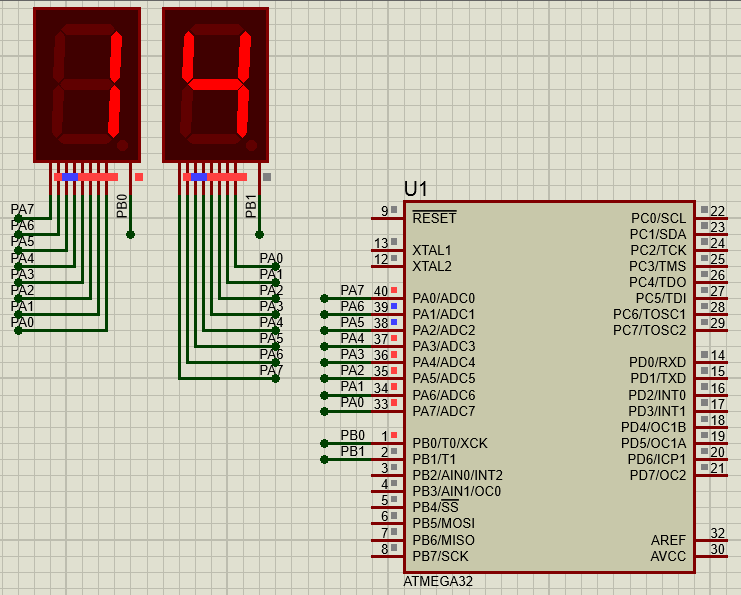 14
PB0
PB1
PA7
PA6
PA5
PA4
PA3
PA2
PA1
PA0
PA0
PA1
PA2
PA3
PA4
PA5
PA6
PA7
U1
9 RESET
13 XTAL1
12 XTAL2
PA7 40 PA0/ADC0
PA6 39 PA1/ADC1
PA5 38 PA2/ADC2
PA4 37 PA3/ADC3
PA3 36 PA4/ADC4
PA2 35 PA5/ADC5
PA1 34 PA6/ADC6
PA0 33 PA7/ADC7
PB0 1 PB0/T0/XCK
PB1 2 PB1/T1
3 PB2/AIN0/INT2
4 PB3/AIN1/OC0
5 PB4/SS
6 PB5/MOSI
7 PB6/MISO
8 PB7/SCK
PC0/SCL 22
PC1/SDA 23
PC2/TCK 24
PC3/TMS 25
PC4/TDO 26
PC5/TDI 27
PC6/TOSC1 28
PC7/TOSC2 29
PD0/RXD 14
PD1/TXD 15
PD2/INT0 16
PD3/INT1 17
PD4/OC1B 18
PD5/OC1A 19
PD6/ICP1 20
PD7/OC2 21
AREF 32
AVCC 30
ATMEGA32